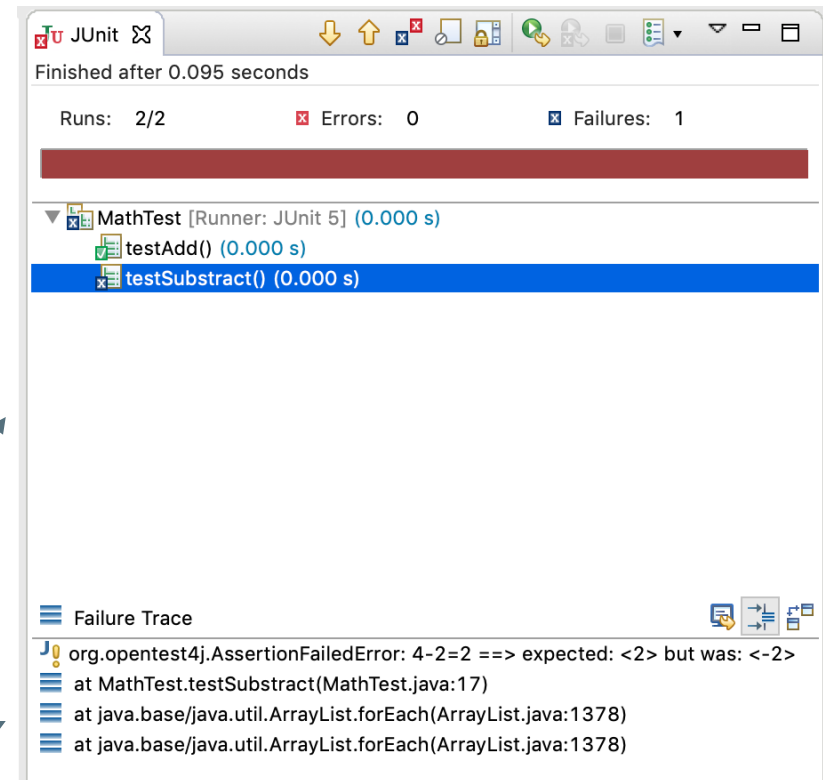 JUnit
Finished after 0.095 seconds
Runs: 2/2 Errors: 0 Failures: 1
MathTest [Runner: JUnit 5] (0.000 s)
testAdd() (0.000 s)
testSubstract() (0.000 s)
Failure Trace
org.opentest4j.AssertionFailedError: 4-2=2 ==> expected: <2> but was: <-2>
at MathTest.testSubstract(MathTest.java:17)
at java.base/java.util.ArrayList.forEach(ArrayList.java:1378)
at java.base/java.util.ArrayList.forEach(ArrayList.java:1378)